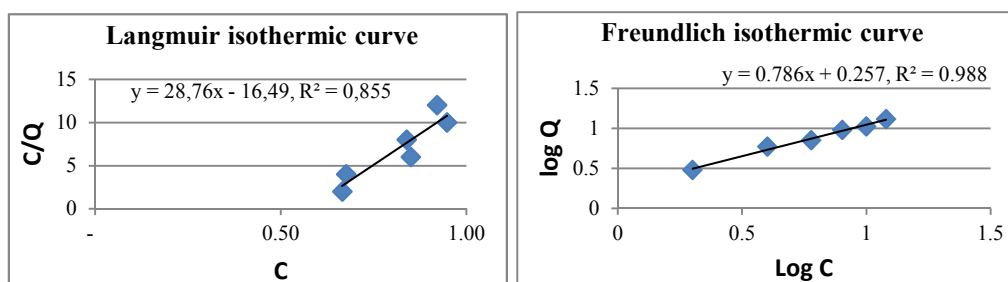 Langmuir isothermic curve
y = 28,76x - 16,49, R² = 0,855
C/Q
15
10
5
0
-
0.50
1.00
C
Freundlich isothermic curve
y = 0.786x + 0.257, R² = 0.988
log Q
1.5
1
0.5
0
0
0.5
1
1.5
Log C